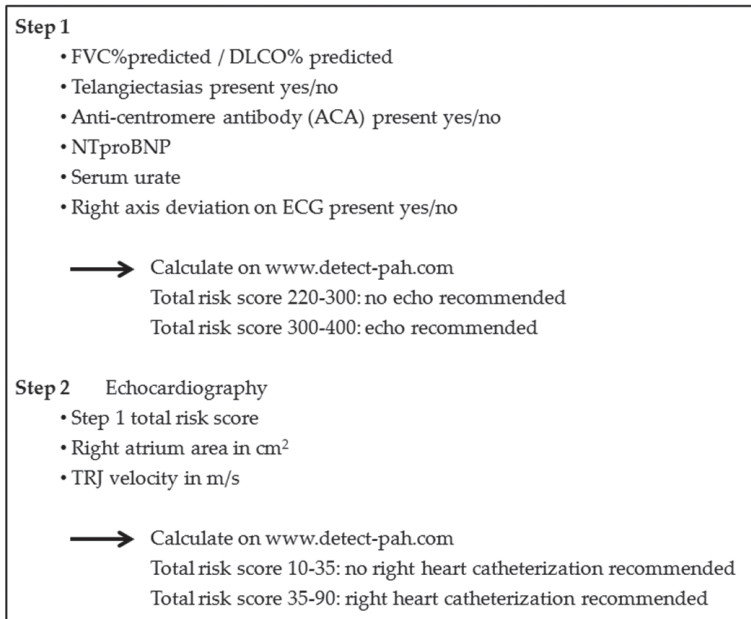 Step 1
• FVC%predicted / DLCO% predicted
• Telangiectasias present yes/no
• Anti-centromere antibody (ACA) present yes/no
• NTproBNP
• Serum urate
• Right axis deviation on ECG present yes/no
Calculate on www.detect-pah.com
Total risk score 220-300: no echo recommended
Total risk score 300-400: echo recommended
Step 2 Echocardiography
• Step 1 total risk score
• Right atrium area in cm²
• TRJ velocity in m/s
Calculate on www.detect-pah.com
Total risk score 10-35: no right heart catheterization recommended
Total risk score 35-90: right heart catheterization recommended